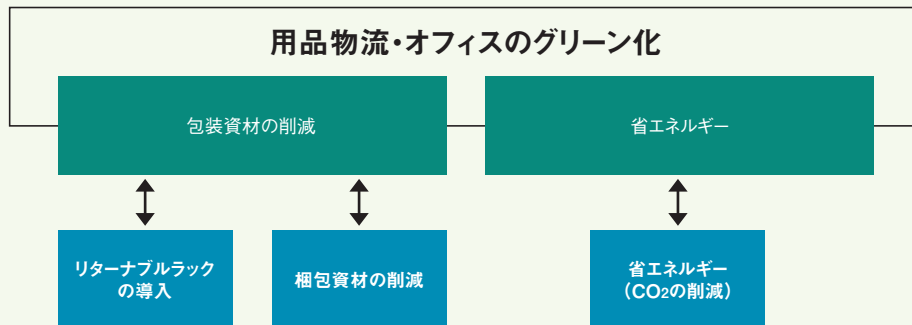 用品物流・オフィスのグリーン化
包装資材の削減
省エネルギー
リターナブルラック
の導入
梱包資材の削減
省エネルギー
（CO2の削減）